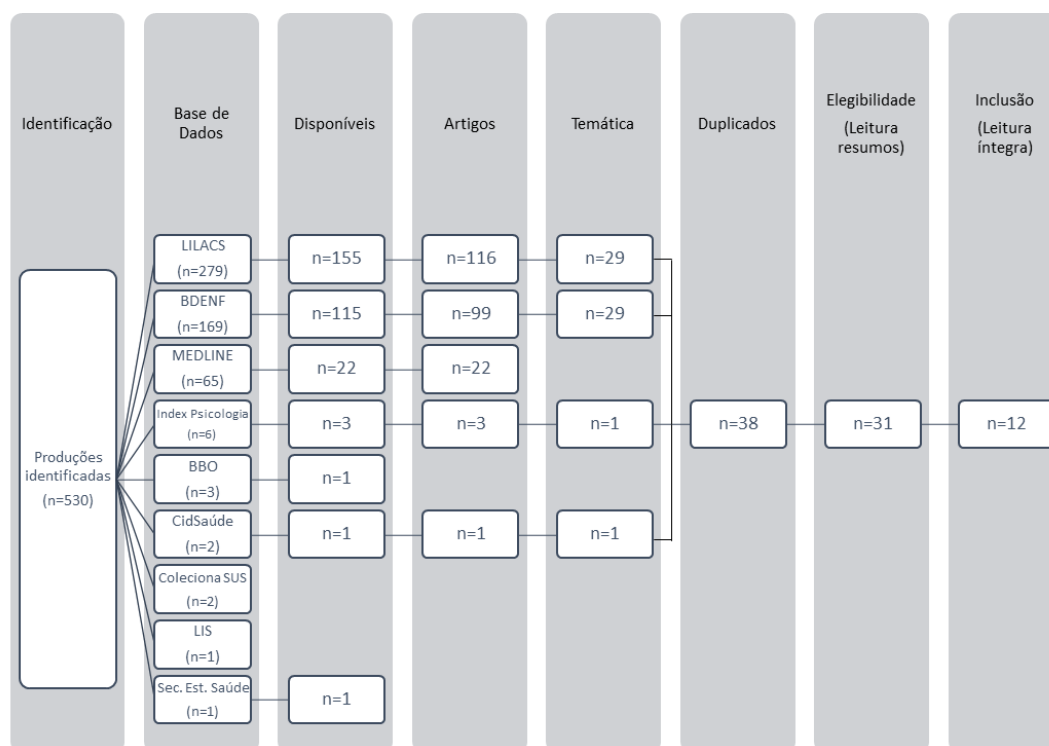 Identificação
Base de
Dados
Disponíveis
Artigos
Temática
Duplicados
Elegibilidade
(Leitura
resumos)
Inclusão
(Leitura
íntegra)
Produções
identificadas
(n=530)
LILACS
(n=279)
n=155
n=116
n=29
BDENF
(n=169)
n=115
n=99
n=29
MEDLINE
(n=65)
n=22
n=22
Index Psicologia
(n=6)
n=3
n=3
n=1
n=38
n=31
n=12
BBO
(n=3)
n=1
CidSaúde
(n=2)
n=1
n=1
n=1
Coleciona SUS
(n=2)
LIS
(n=1)
Sec. Est. Saúde
(n=1)
n=1